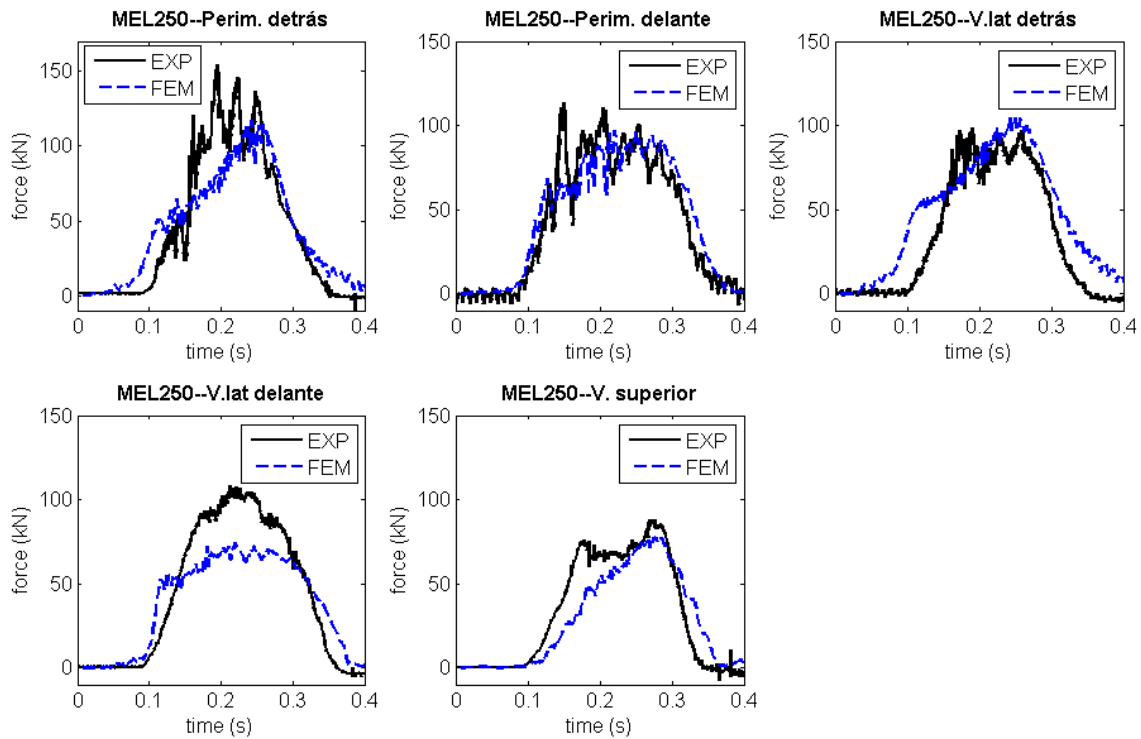 MEL250--Perim. detrás
EXP
FEM
force (kN)
150
100
50
0
0 0.1 0.2 0.3 0.4
time (s)
MEL250--Perim. delante
EXP
FEM
force (kN)
150
100
50
0
0 0.1 0.2 0.3 0.4
time (s)
MEL250--V.lat detrás
EXP
FEM
force (kN)
150
100
50
0
0 0.1 0.2 0.3 0.4
time (s)
MEL250--V.lat delante
EXP
FEM
force (kN)
150
100
50
0
0 0.1 0.2 0.3 0.4
time (s)
MEL250--V. superior
EXP
FEM
force (kN)
150
100
50
0
0 0.1 0.2 0.3 0.4
time (s)